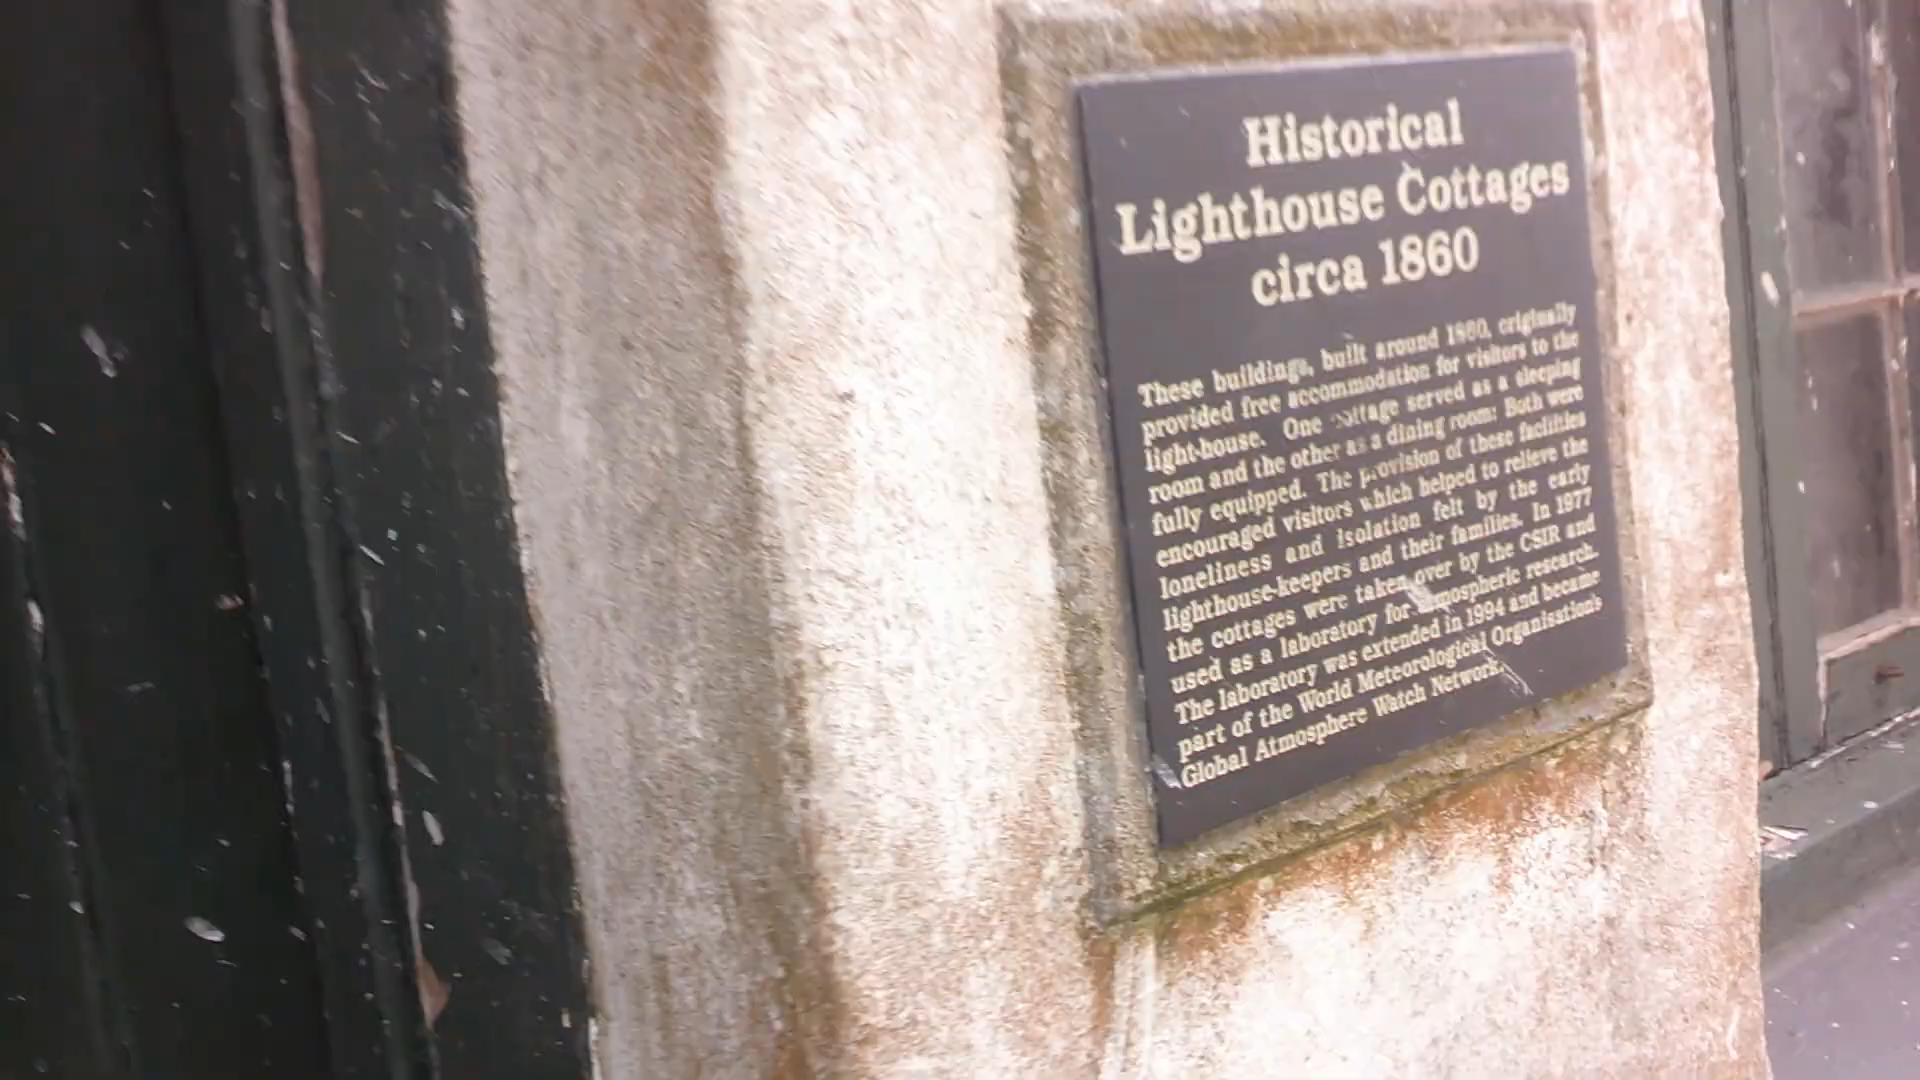 Historical
Lighthouse Cottages
circa 1860
These buildings, built around 1860, originally
provided free accommodation for visitors to the
light-house. One cottage served as a sleeping
room and the other as a dining room: Both were
fully equipped. The provision of these facilities
encouraged visitors which helped to relieve the
loneliness and isolation felt by the early
lighthouse-keepers and their families. In 1977
the cottages were taken over by the CSIR and
used as a laboratory for atmospheric research.
The laboratory was extended in 1994 and became
part of the World Meteorological Organisation's
Global Atmosphere Watch Network.